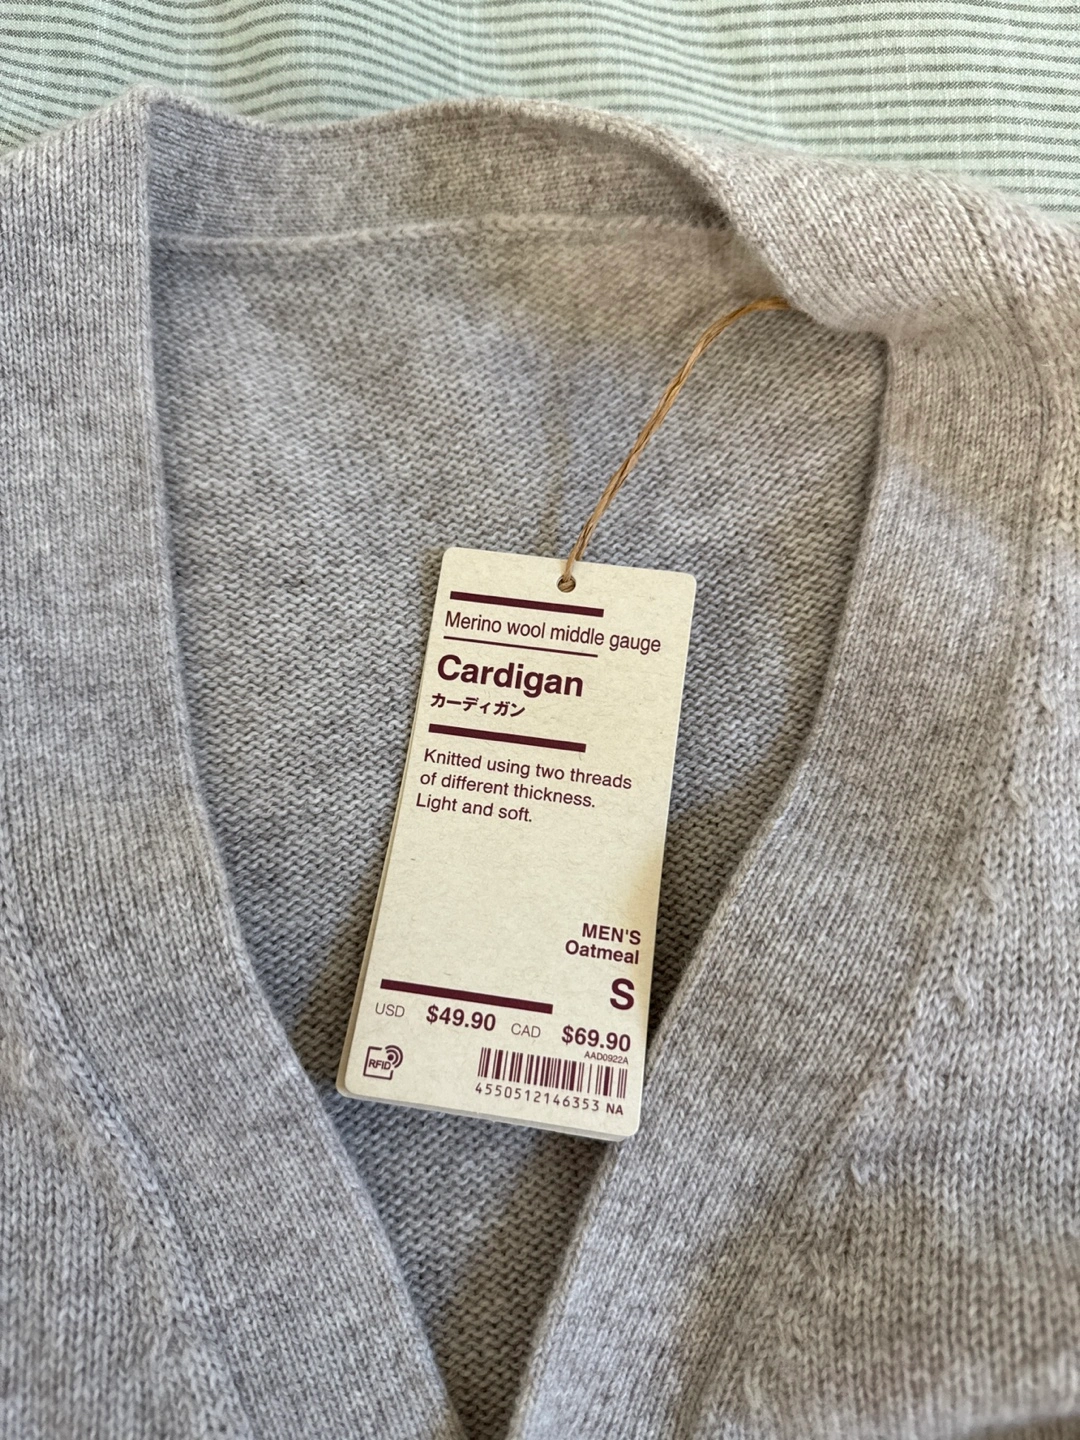 Merino wool middle gauge
Cardigan
カーディガン
Knitted using two threads
of different thickness.
Light and soft.
MEN'S
Oatmeal
S
USD $49.90 CAD $69.90
AAD0922A
RFID
4550512146353 NA